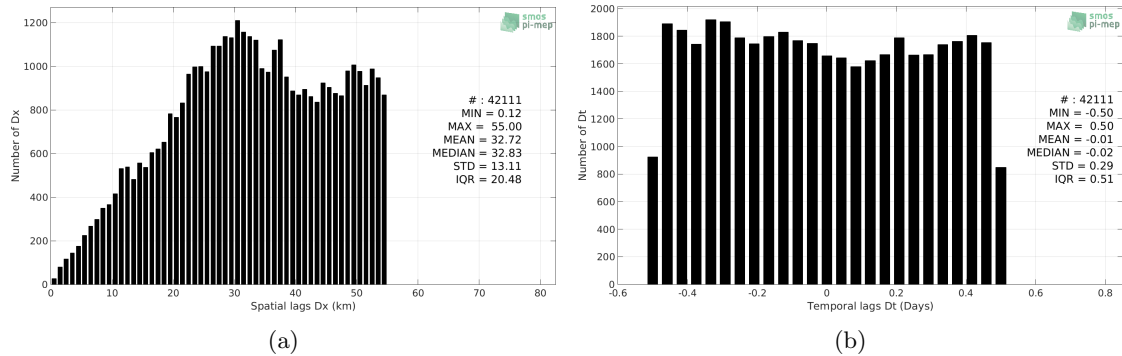 smos
pi-mep
1200
1000
800
600
400
200
0
Number of Dx
# : 42111
MIN = 0.12
MAX = 55.00
MEAN = 32.72
MEDIAN = 32.83
STD = 13.11
IQR = 20.48
0 10 20 30 40 50 60 70 80
Spatial lags Dx (km)
(a)
smos
pi-mep
2000
1800
1600
1400
1200
1000
800
600
400
200
0
Number of Dt
# : 42111
MIN = -0.50
MAX = 0.50
MEAN = -0.01
MEDIAN = -0.02
STD = 0.29
IQR = 0.51
-0.6 -0.4 -0.2 0 0.2 0.4 0.6 0.8
Temporal lags Dt (Days)
(b)